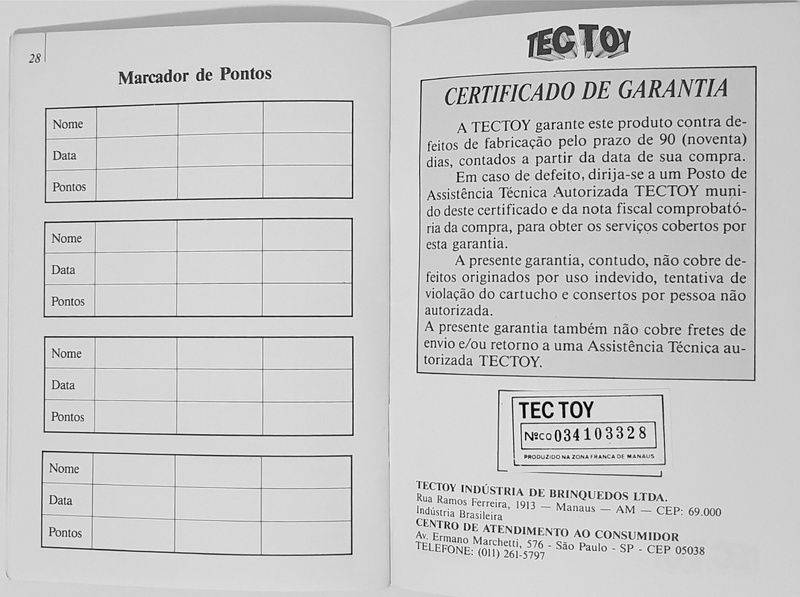 28
Marcador de Pontos
Nome
Data
Pontos
Nome
Data
Pontos
Nome
Data
Pontos
Nome
Data
Pontos
TEC TOY
CERTIFICADO DE GARANTIA
A TECTOY garante este produto contra de-
feitos de fabricação pelo prazo de 90 (noventa)
dias, contados a partir da data de sua compra.
Em caso de defeito, dirija-se a um Posto de
Assistência Técnica Autorizada TECTOY muni-
do deste certificado e da nota fiscal comprobató-
ria da compra, para obter os serviços cobertos por
esta garantia.
A presente garantia, contudo, não cobre de-
feitos originados por uso indevido, tentativa de
violação do cartucho e consertos por pessoa não
autorizada.
A presente garantia também não cobre fretes de
envio e/ou retorno a uma Assistência Técnica au-
torizada TECTOY.
TEC TOY
Nº CO 034103328
PRODUZIDO NA ZONA FRANCA DE MANAUS
TECTOY INDÚSTRIA DE BRINQUEDOS LTDA.
Rua Ramos Ferreira, 1913 — Manaus — AM — CEP: 69.000
Indústria Brasileira
CENTRO DE ATENDIMENTO AO CONSUMIDOR
Av. Ermano Marchetti, 576 - São Paulo - SP - CEP 05038
TELEFONE: (011) 261-5797